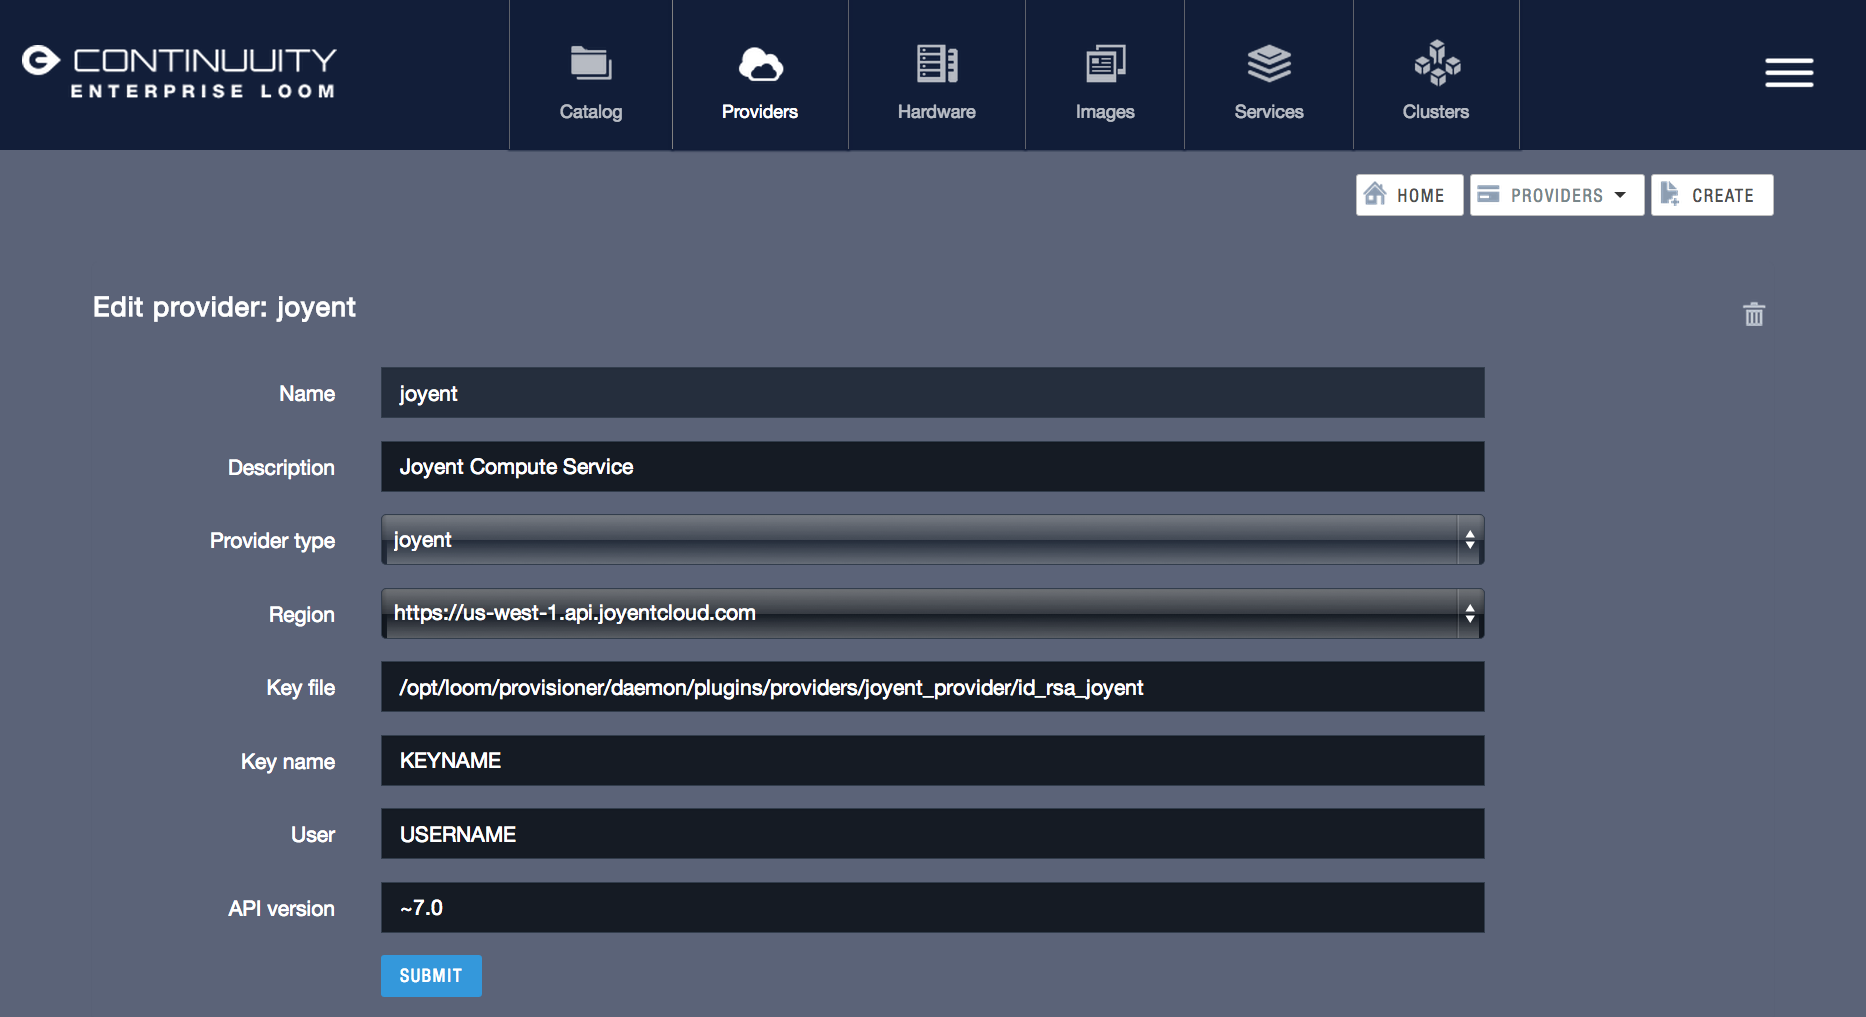 CONTINUUITY
ENTERPRISE LOOM
Catalog
Providers
Hardware
Images
Services
Clusters
HOME
PROVIDERS
CREATE
Edit provider: joyent
Name
joyent
Description
Joyent Compute Service
Provider type
joyent
Region
https://us-west-1.api.joyentcloud.com
Key file
/opt/loom/provisioner/daemon/plugins/providers/joyent_provider/id_rsa_joyent
Key name
KEYNAME
User
USERNAME
API version
~7.0
SUBMIT